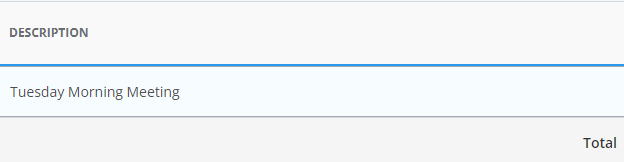 DESCRIPTION
Tuesday Morning Meeting
Total